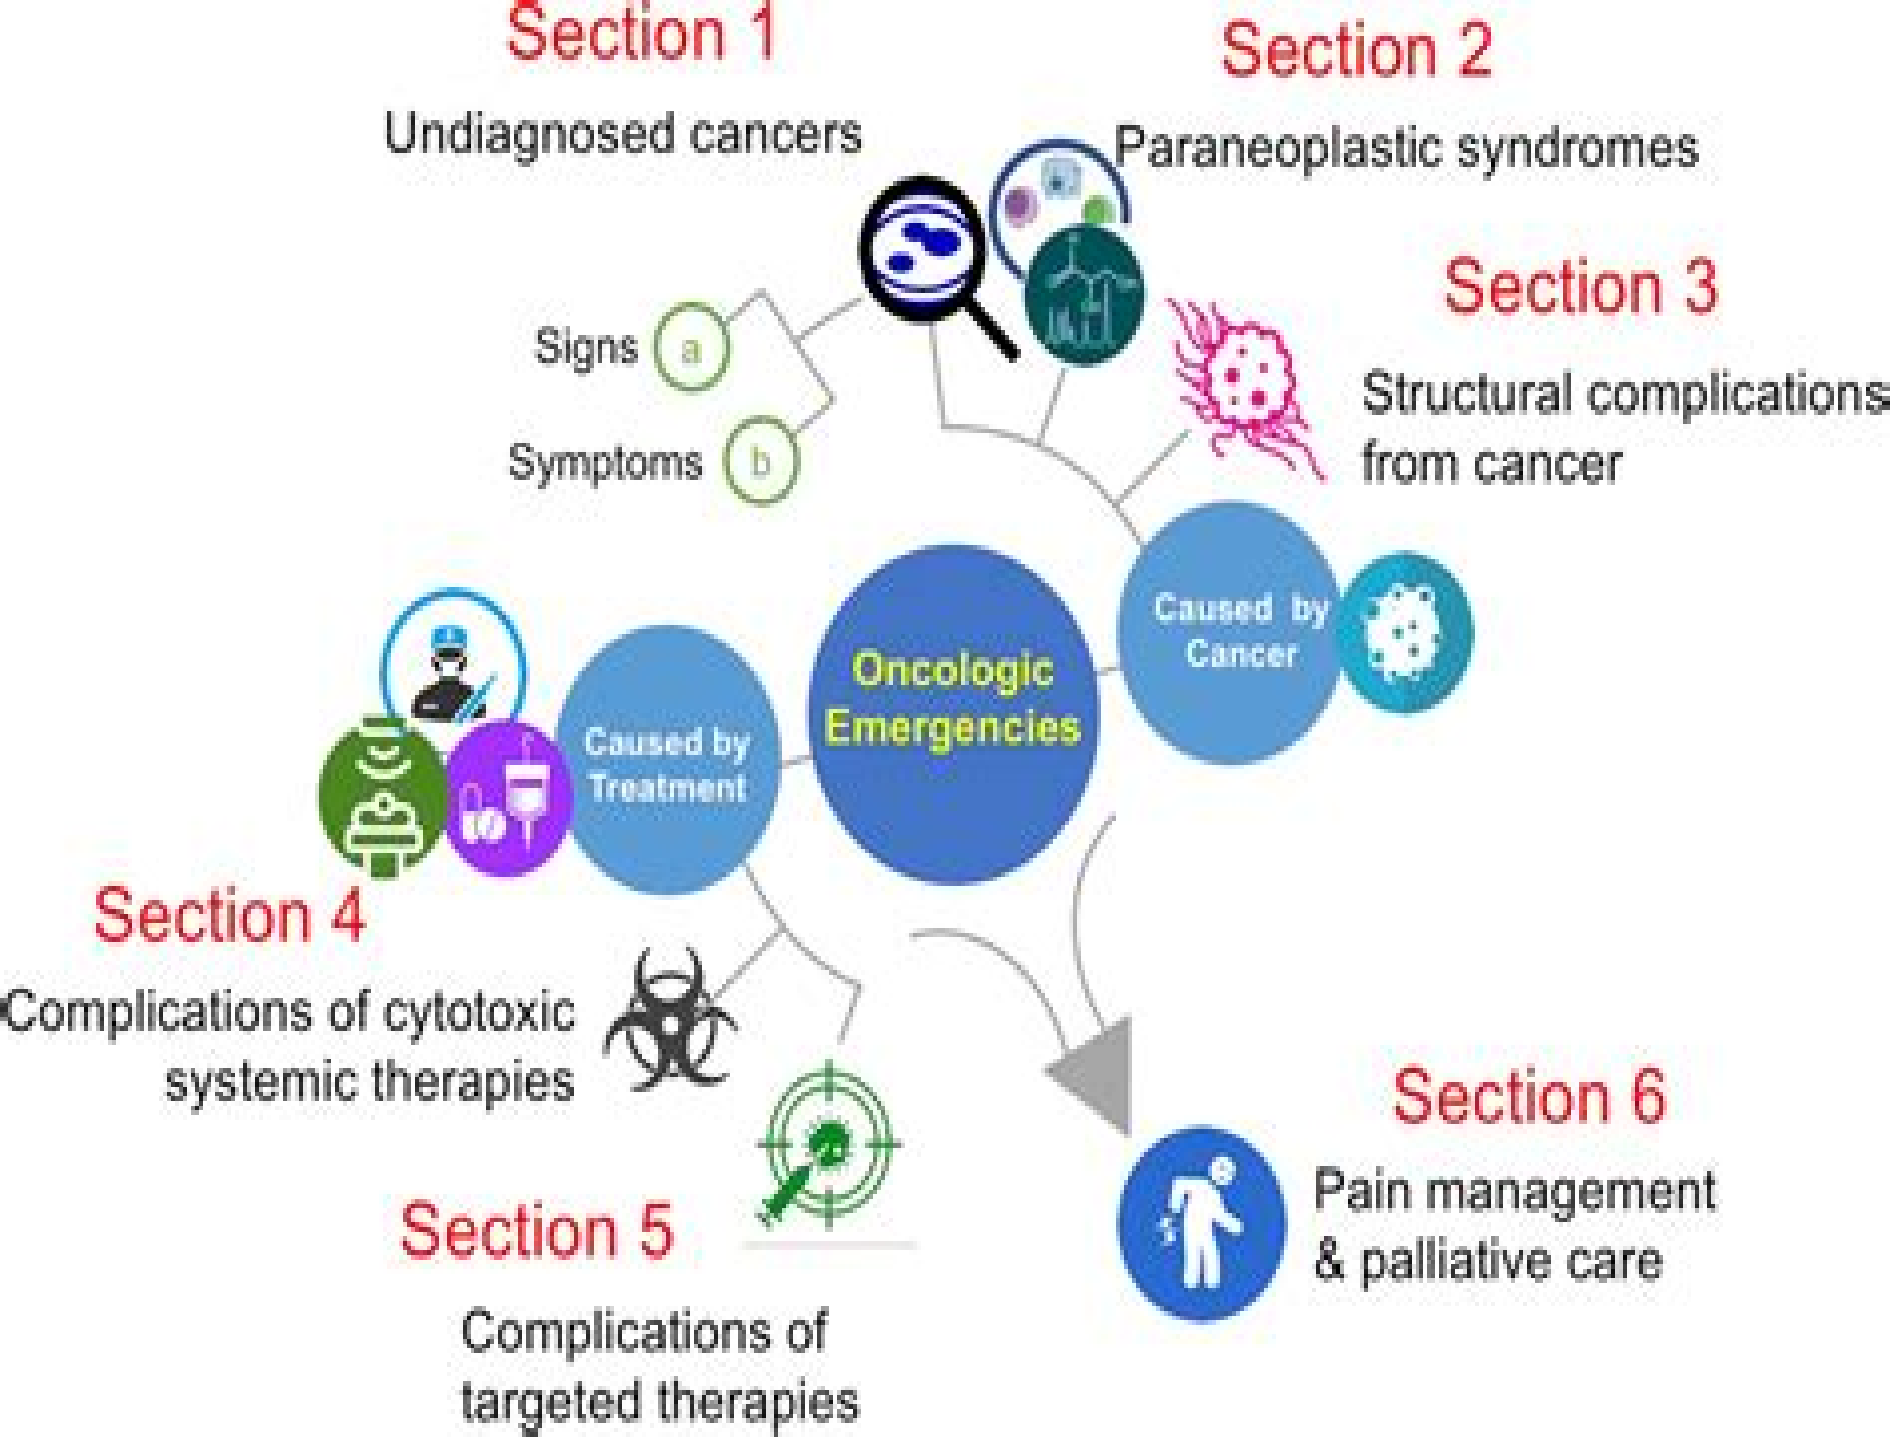 Section 1
Undiagnosed cancers
Section 2
Paraneoplastic syndromes
Signs
a
Symptoms
b
Section 3
Structural complications
from cancer
Caused by
Cancer
Oncologic
Emergencies
Caused by
Treatment
Section 4
Complications of cytotoxic
systemic therapies
Section 5
Complications of
targeted therapies
Section 6
Pain management
& palliative care